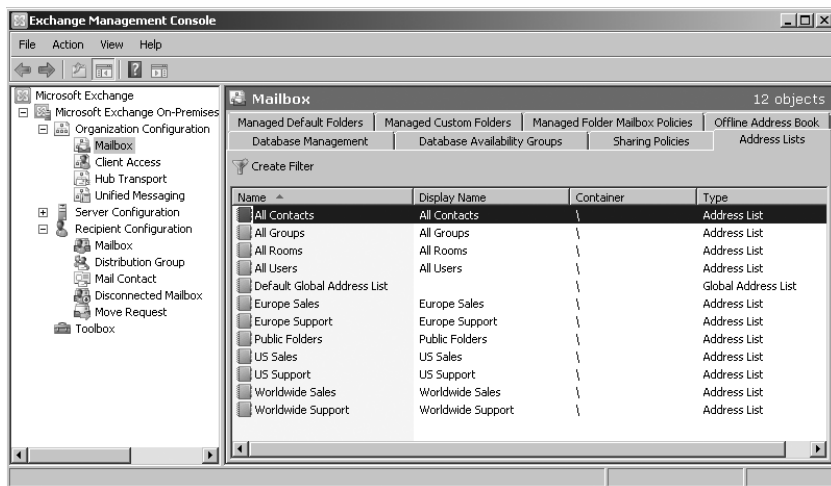 Exchange Management Console
File Action View Help
Microsoft Exchange
Microsoft Exchange On-Premises
Organization Configuration
Mailbox
Client Access
Hub Transport
Unified Messaging
Server Configuration
Recipient Configuration
Mailbox
Distribution Group
Mail Contact
Disconnected Mailbox
Move Request
Toolbox
Mailbox 12 objects
Managed Default Folders Managed Custom Folders Managed Folder Mailbox Policies Offline Address Book
Database Management Database Availability Groups Sharing Policies Address Lists
Create Filter
Name Display Name Container Type
All Contacts All Contacts \ Address List
All Groups All Groups \ Address List
All Rooms All Rooms \ Address List
All Users All Users \ Address List
Default Global Address List \ Global Address List
Europe Sales Europe Sales \ Address List
Europe Support Europe Support \ Address List
Public Folders Public Folders \ Address List
US Sales US Sales \ Address List
US Support US Support \ Address List
Worldwide Sales Worldwide Sales \ Address List
Worldwide Support Worldwide Support \ Address List